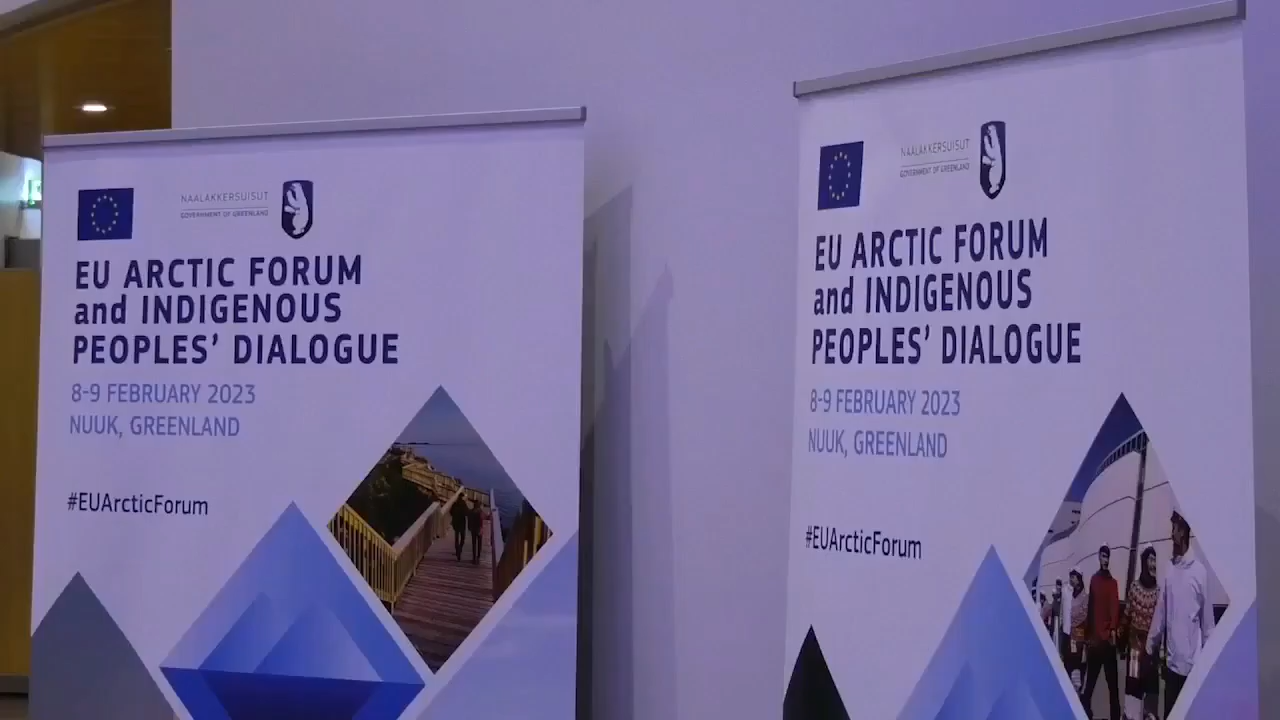 NAALAKKERSUISUT
GOVERNMENT OF GREENLAND
EU ARCTIC FORUM
and INDIGENOUS
PEOPLES’ DIALOGUE
8-9 FEBRUARY 2023
NUUK, GREENLAND
#EUArcticForum
NAALAKKERSUISUT
GOVERNMENT OF GREENLAND
EU ARCTIC FORUM
and INDIGENOUS
PEOPLES’ DIALOGUE
8-9 FEBRUARY 2023
NUUK, GREENLAND
#EUArcticForum